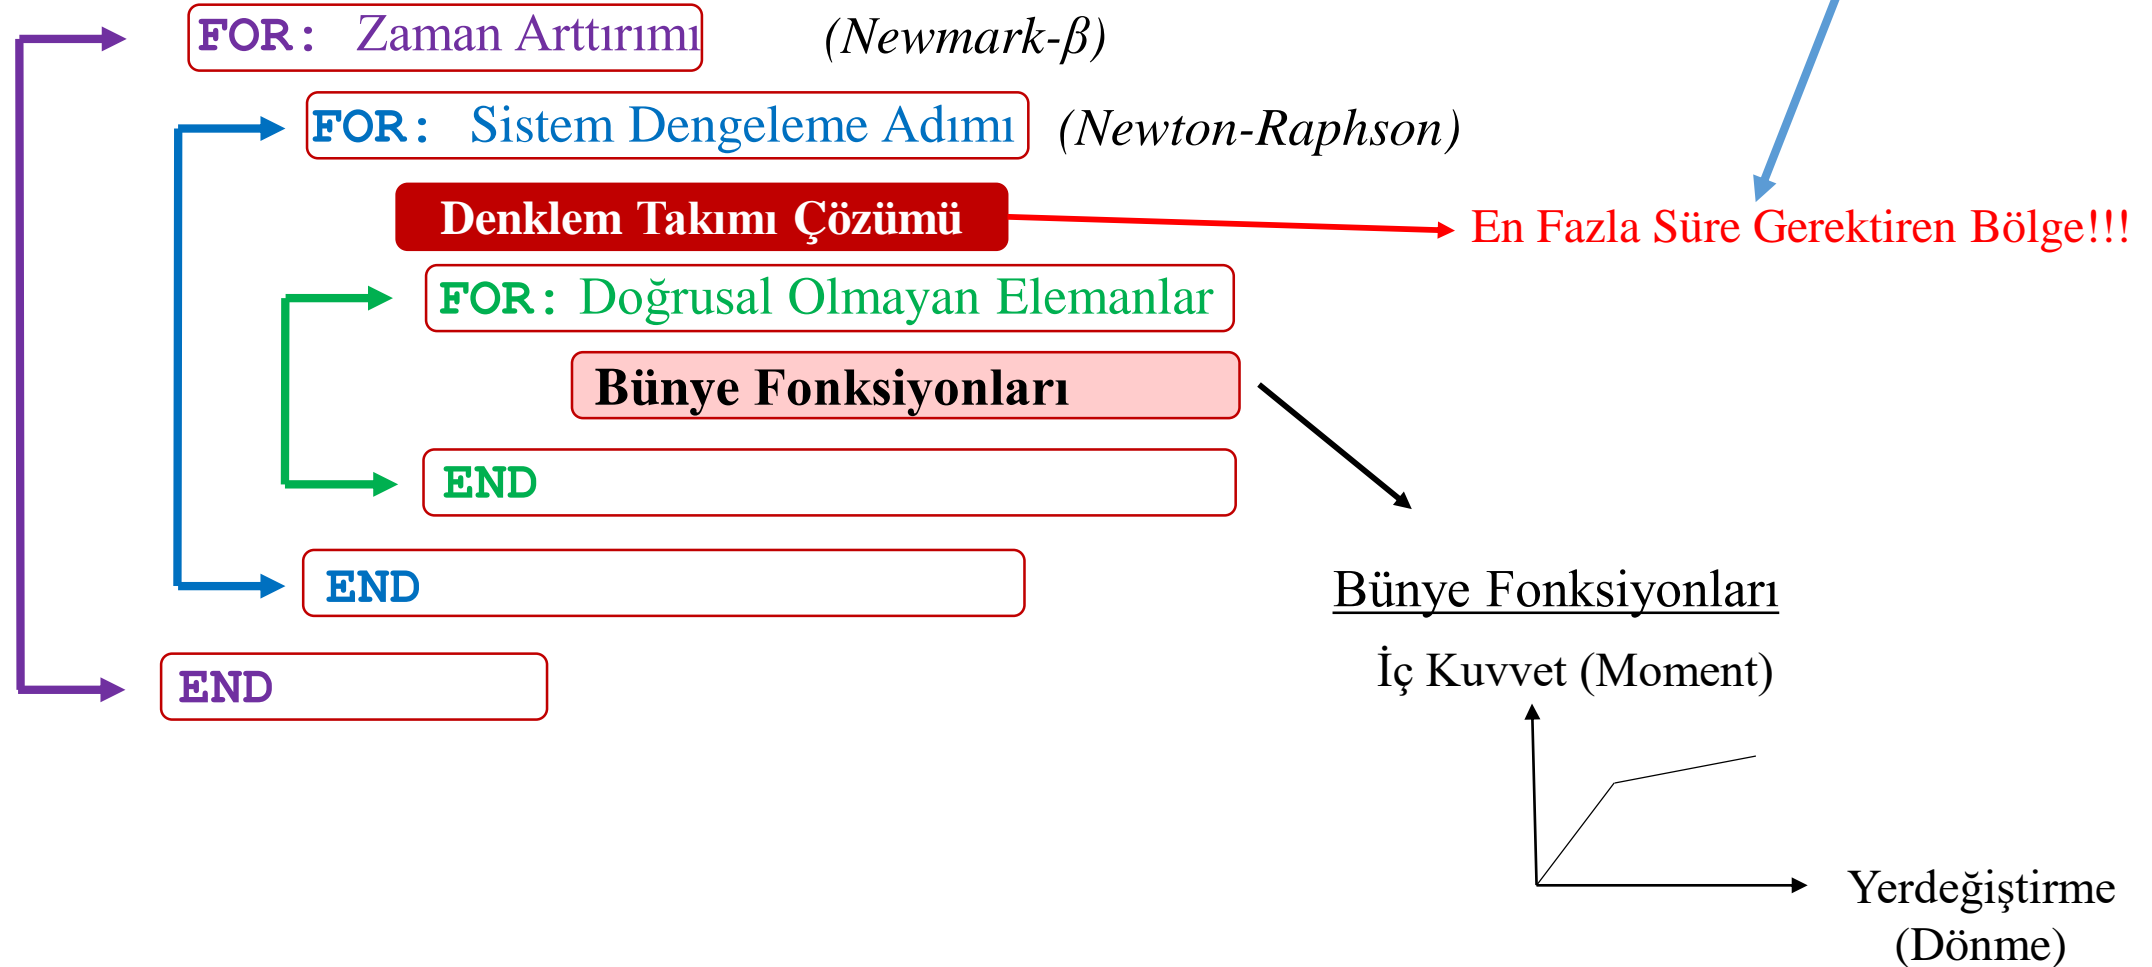 FOR: Zaman Arttırımı (Newmark-β)
FOR: Sistem Dengeleme Adımı (Newton-Raphson)
Denklem Takımı Çözümü
En Fazla Süre Gerektiren Bölge!!!
FOR: Doğrusal Olmayan Elemanlar
Bünye Fonksiyonları
END
END
END
Bünye Fonksiyonları
İç Kuvvet (Moment)
Yerdeğiştirme
(Dönme)